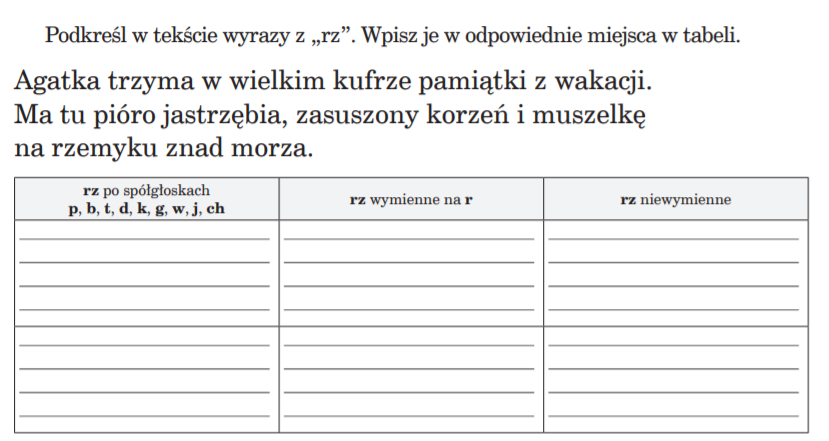 Podkreśl w tekście wyrazy z „rz”. Wpisz je w odpowiednie miejsca w tabeli.
Agatka trzyma w wielkim kufrze pamiątki z wakacji.
Ma tu pióro jastrzębia, zasuszony korzeń i muszelkę
na rzemyku znad morza.
rz po spółgłoskach
p, b, t, d, k, g, w, j, ch
rz wymienne na r
rz niewymienne